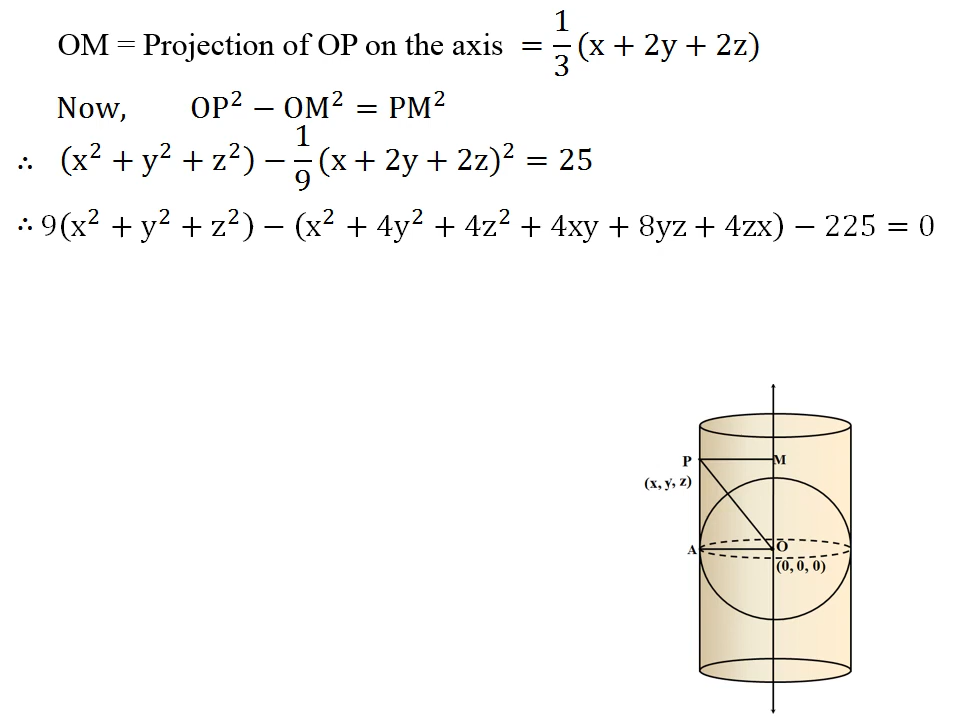 OM = Projection of OP on the axis = 1/3 (x + 2y + 2z)
Now, OP² − OM² = PM²
∴ (x² + y² + z²) − 1/9 (x + 2y + 2z)² = 25
∴ 9(x² + y² + z²) − (x² + 4y² + 4z² + 4xy + 8yz + 4zx) − 225 = 0
P M
(x, y, z)
A O
(0, 0, 0)